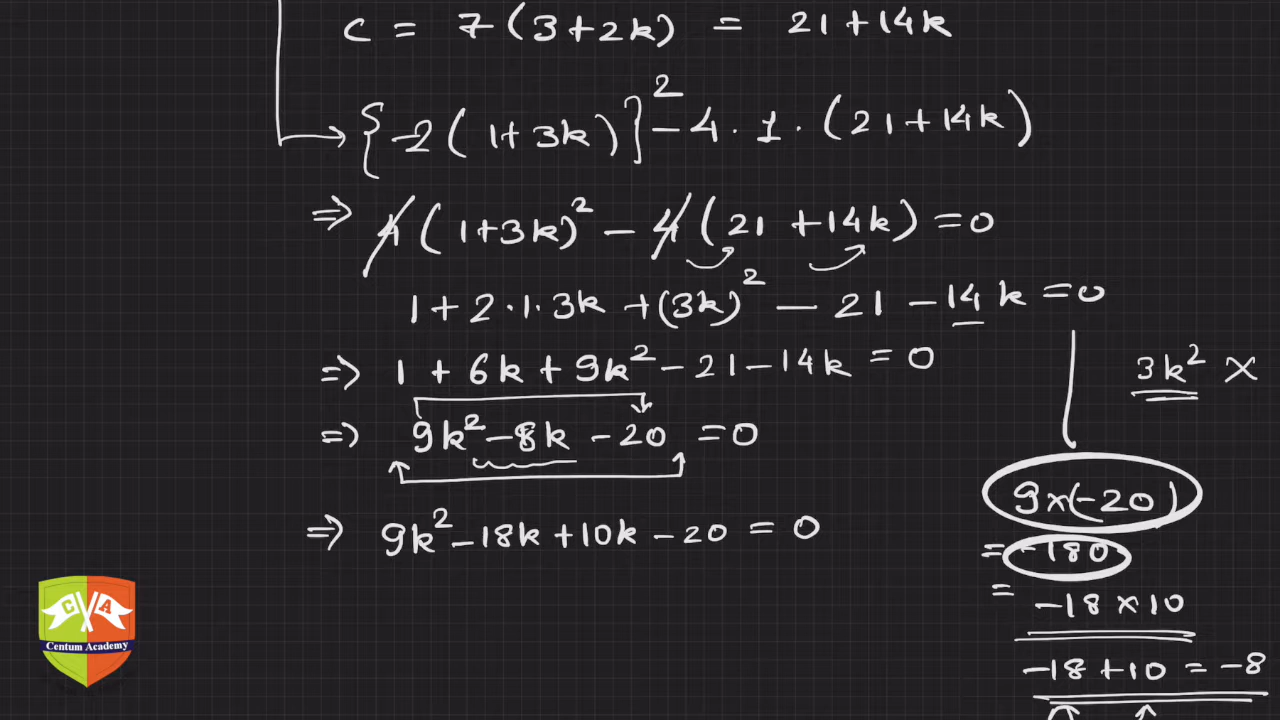 c = 7(3+2k) = 21+14k
{-2(1+3k)}² - 4·1·(21+14k)
⇒ 4(1+3k)² - 4(21+14k) = 0
1+2·1·3k+(3k)² - 21 - 14k = 0
⇒ 1 + 6k + 9k² - 21 - 14k = 0
3k² ×
⇒ 9k² - 8k - 20 = 0
9×(-20)
= -180
⇒ 9k² - 18k + 10k - 20 = 0
= -18 × 10
-18 + 10 = -8
C A
Centum Academy